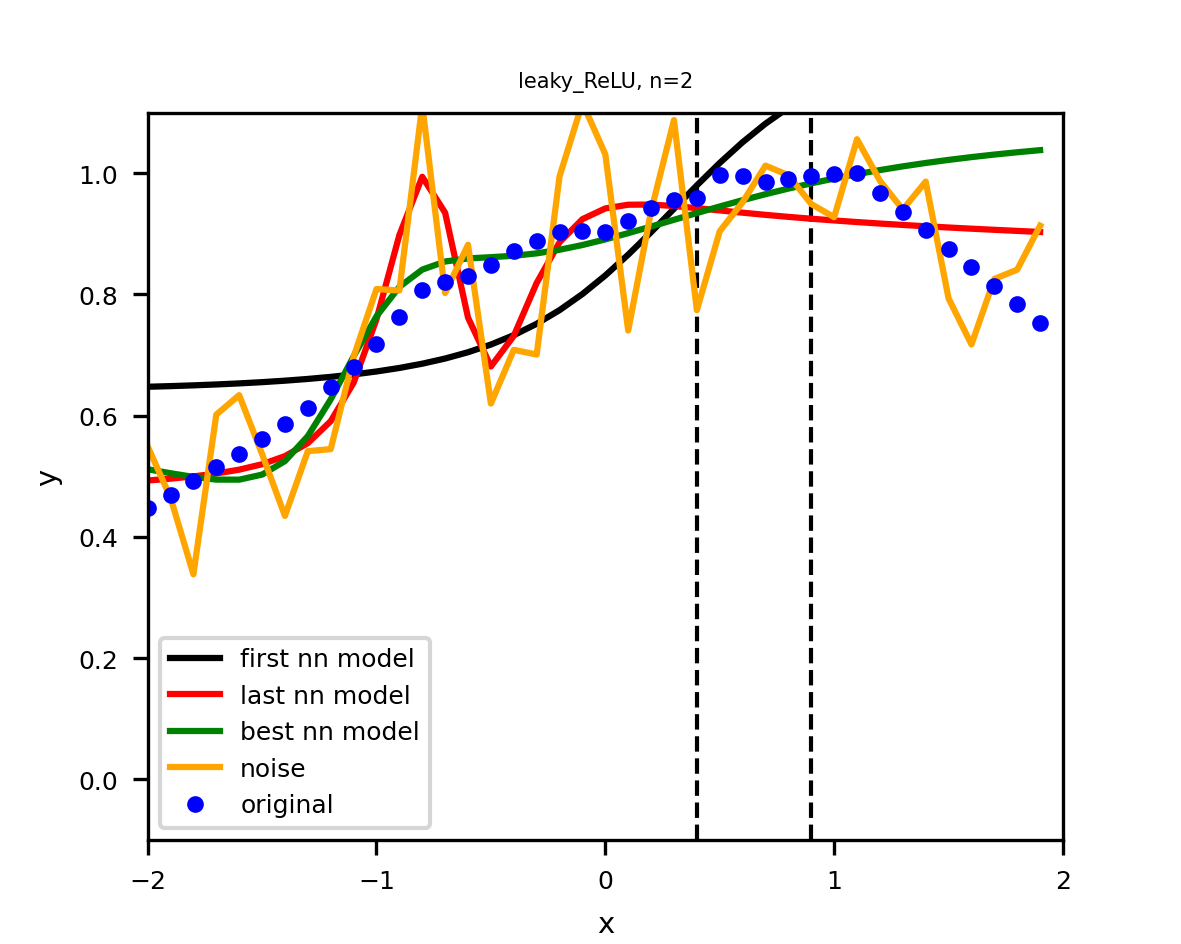 leaky_ReLU, n=2
y
1.0
0.8
0.6
0.4
0.2
0.0
first nn model
last nn model
best nn model
noise
original
−2
−1
0
1
2
x